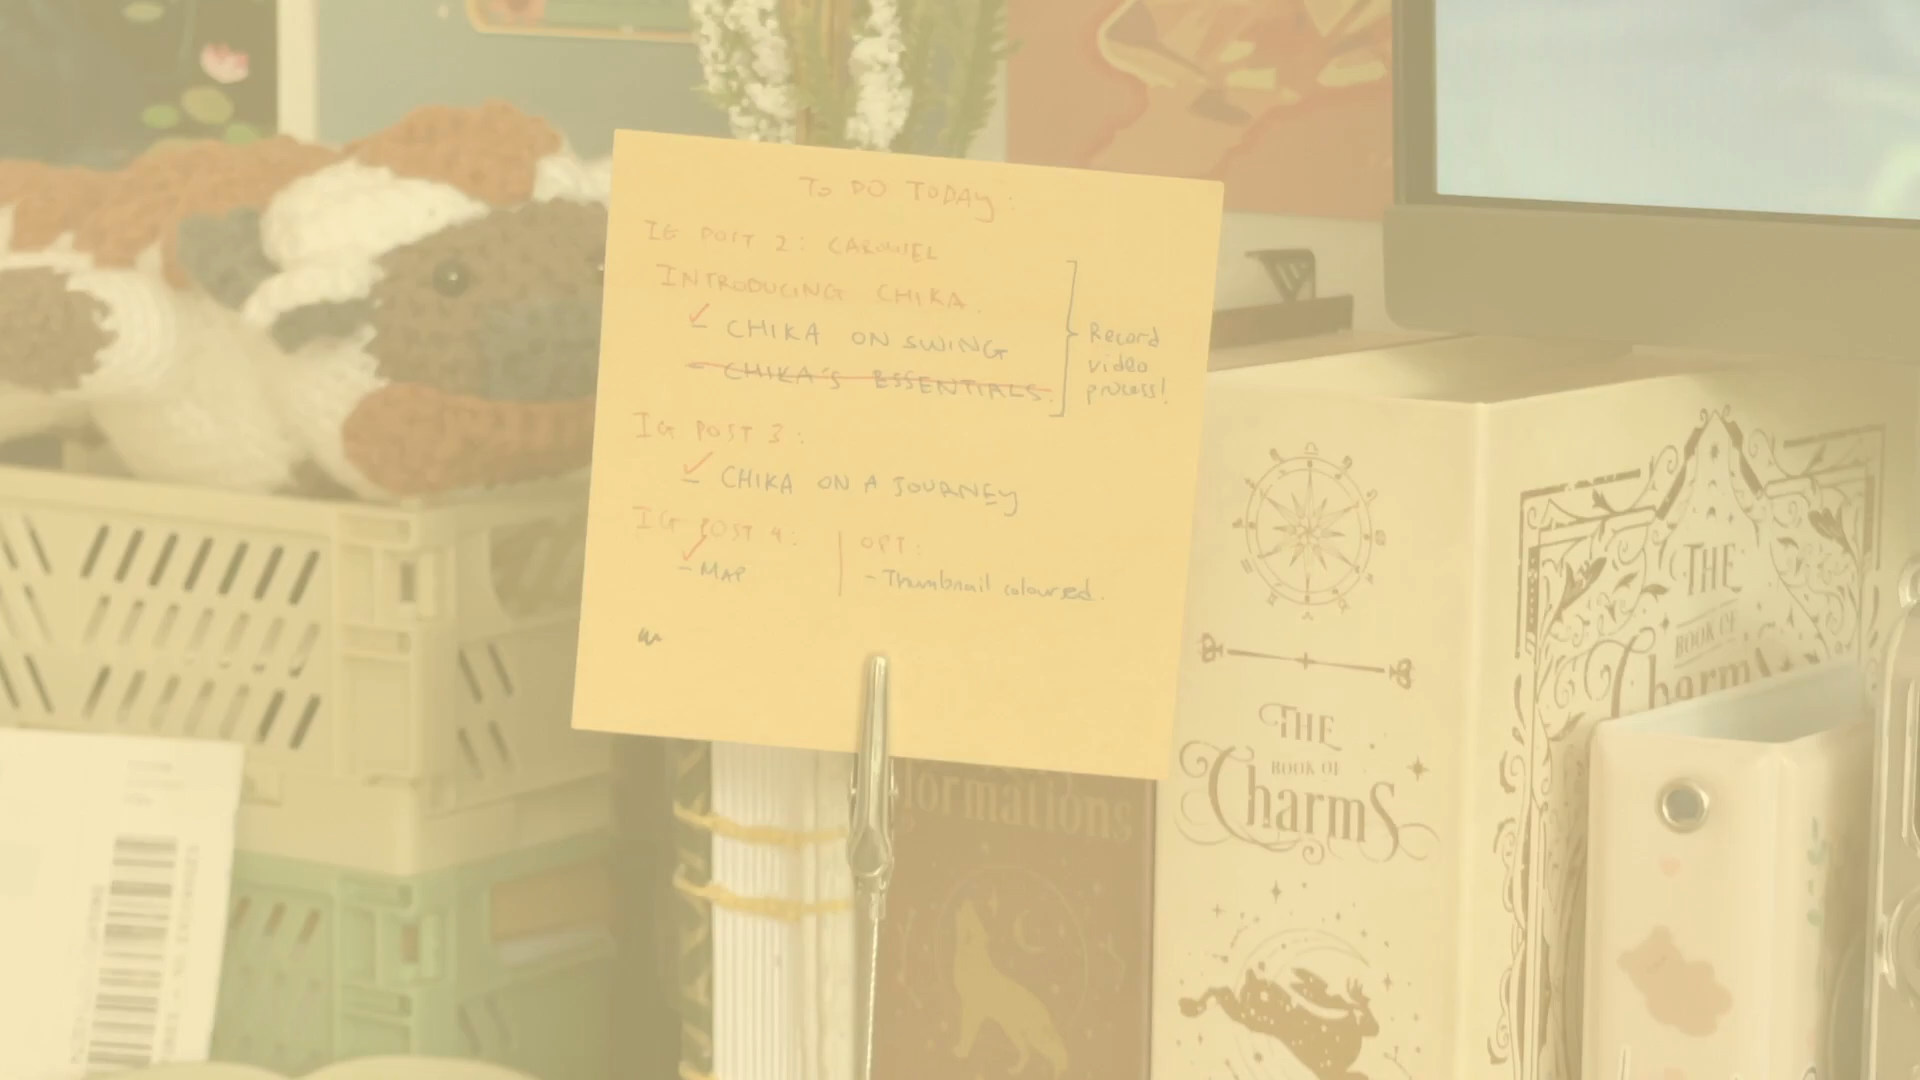 To DO TODAY:
IG POST 2: CAROUSEL
INTRODUCING CHIKA.
- CHIKA ON SWING
- CHIKA'S ESSENTIALS.
Record
video
process!
IG POST 3:
- CHIKA ON A JOURNEY
IG POST 4:
- MAP
OPT:
- Thumbnail coloured.
formations
THE
BOOK OF
CharmS
THE
BOOK OF
Charms